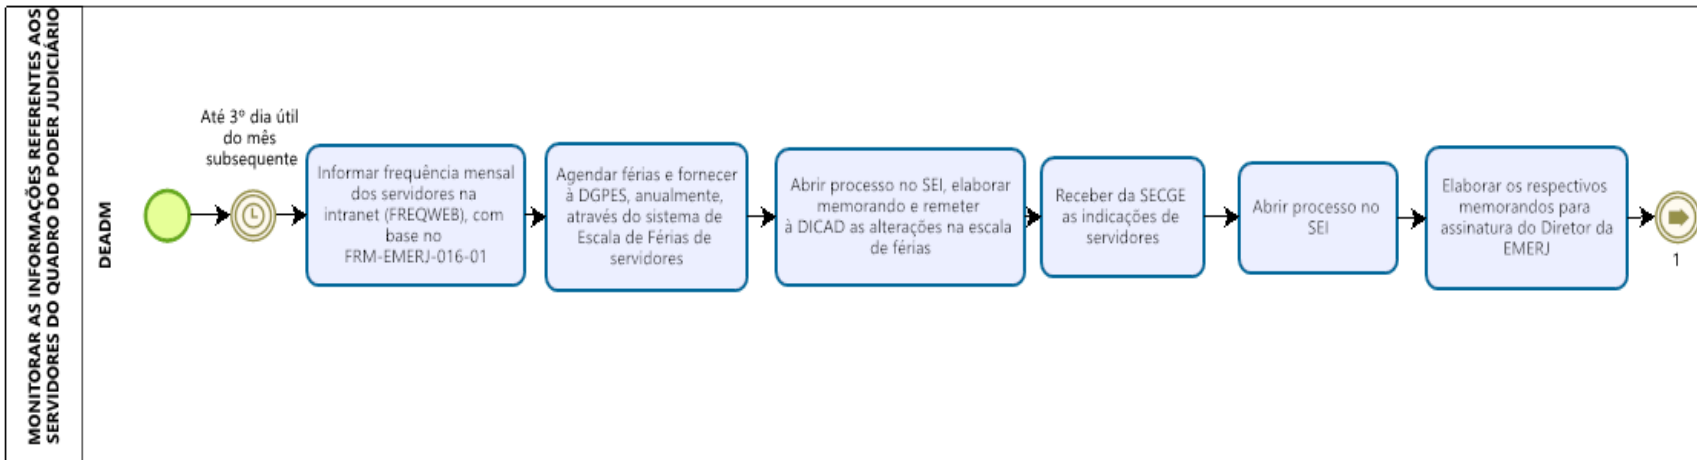 MONITORAR AS INFORMAÇÕES REFERENTES AOS
SERVIDORES DO QUADRO DO PODER JUDICIÁRIO
DEADM
Até 3º dia útil
do mês
subsequente
Informar frequência mensal
dos servidores na
intranet (FREQWEB), com
base no
FRM-EMERJ-016-01
Agendar férias e fornecer
à DGPES, anualmente,
através do sistema de
Escala de Férias de
servidores
Abrir processo no SEI, elaborar
memorando e remeter
à DICAD as alterações na escala
de férias
Receber da SECGE
as indicações de
servidores
Abrir processo no
SEI
Elaborar os respectivos
memorandos para
assinatura do Diretor da
EMERJ
1